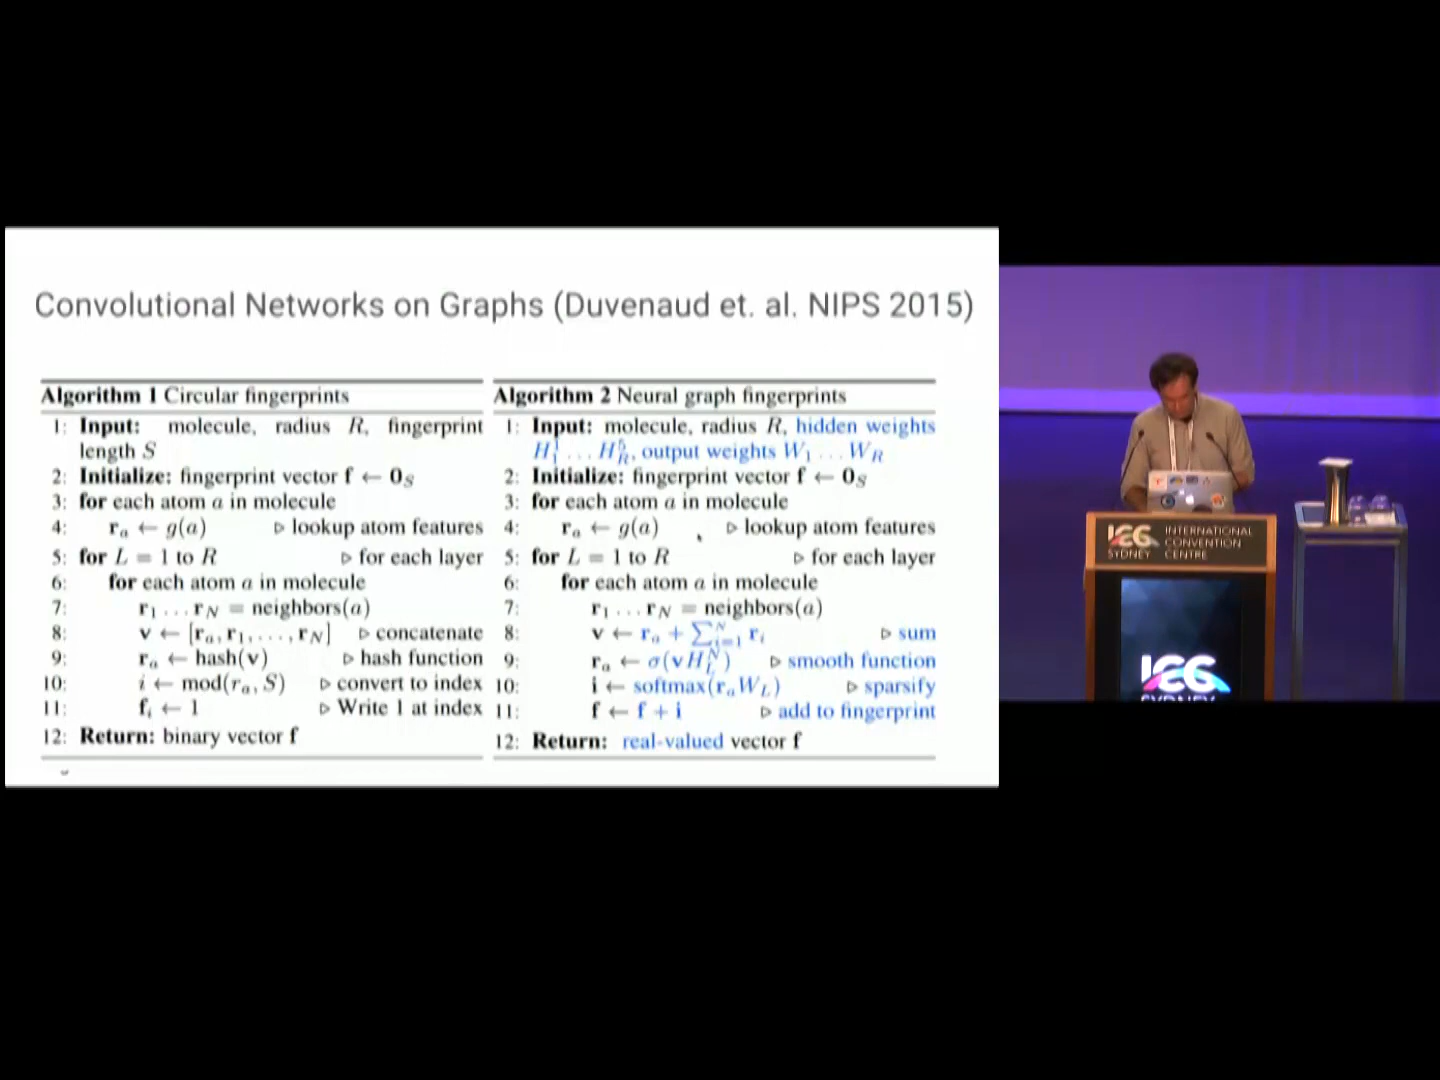 Convolutional Networks on Graphs (Duvenaud et. al. NIPS 2015)
Algorithm 1 Circular fingerprints
1: Input: molecule, radius R, fingerprint
length S
2: Initialize: fingerprint vector f ← 0_S
3: for each atom a in molecule
4: r_a ← g(a) ▷ lookup atom features
5: for L = 1 to R ▷ for each layer
6: for each atom a in molecule
7: r_1 … r_N = neighbors(a)
8: v ← [r_a, r_1, …, r_N] ▷ concatenate
9: r_a ← hash(v) ▷ hash function
10: i ← mod(r_a, S) ▷ convert to index
11: f_i ← 1 ▷ Write 1 at index
12: Return: binary vector f
Algorithm 2 Neural graph fingerprints
1: Input: molecule, radius R, hidden weights
H_1^1 … H_R^5, output weights W_1 … W_R
2: Initialize: fingerprint vector f ← 0_S
3: for each atom a in molecule
4: r_a ← g(a) ▷ lookup atom features
5: for L = 1 to R ▷ for each layer
6: for each atom a in molecule
7: r_1 … r_N = neighbors(a)
8: v ← r_a + ∑_{i=1}^N r_i ▷ sum
9: r_a ← σ(vH_L^N) ▷ smooth function
10: i ← softmax(r_a W_L) ▷ sparsify
11: f ← f + i ▷ add to fingerprint
12: Return: real-valued vector f
ICC
SYDNEY
INTERNATIONAL
CONVENTION
CENTRE
ICC
SYDNEY